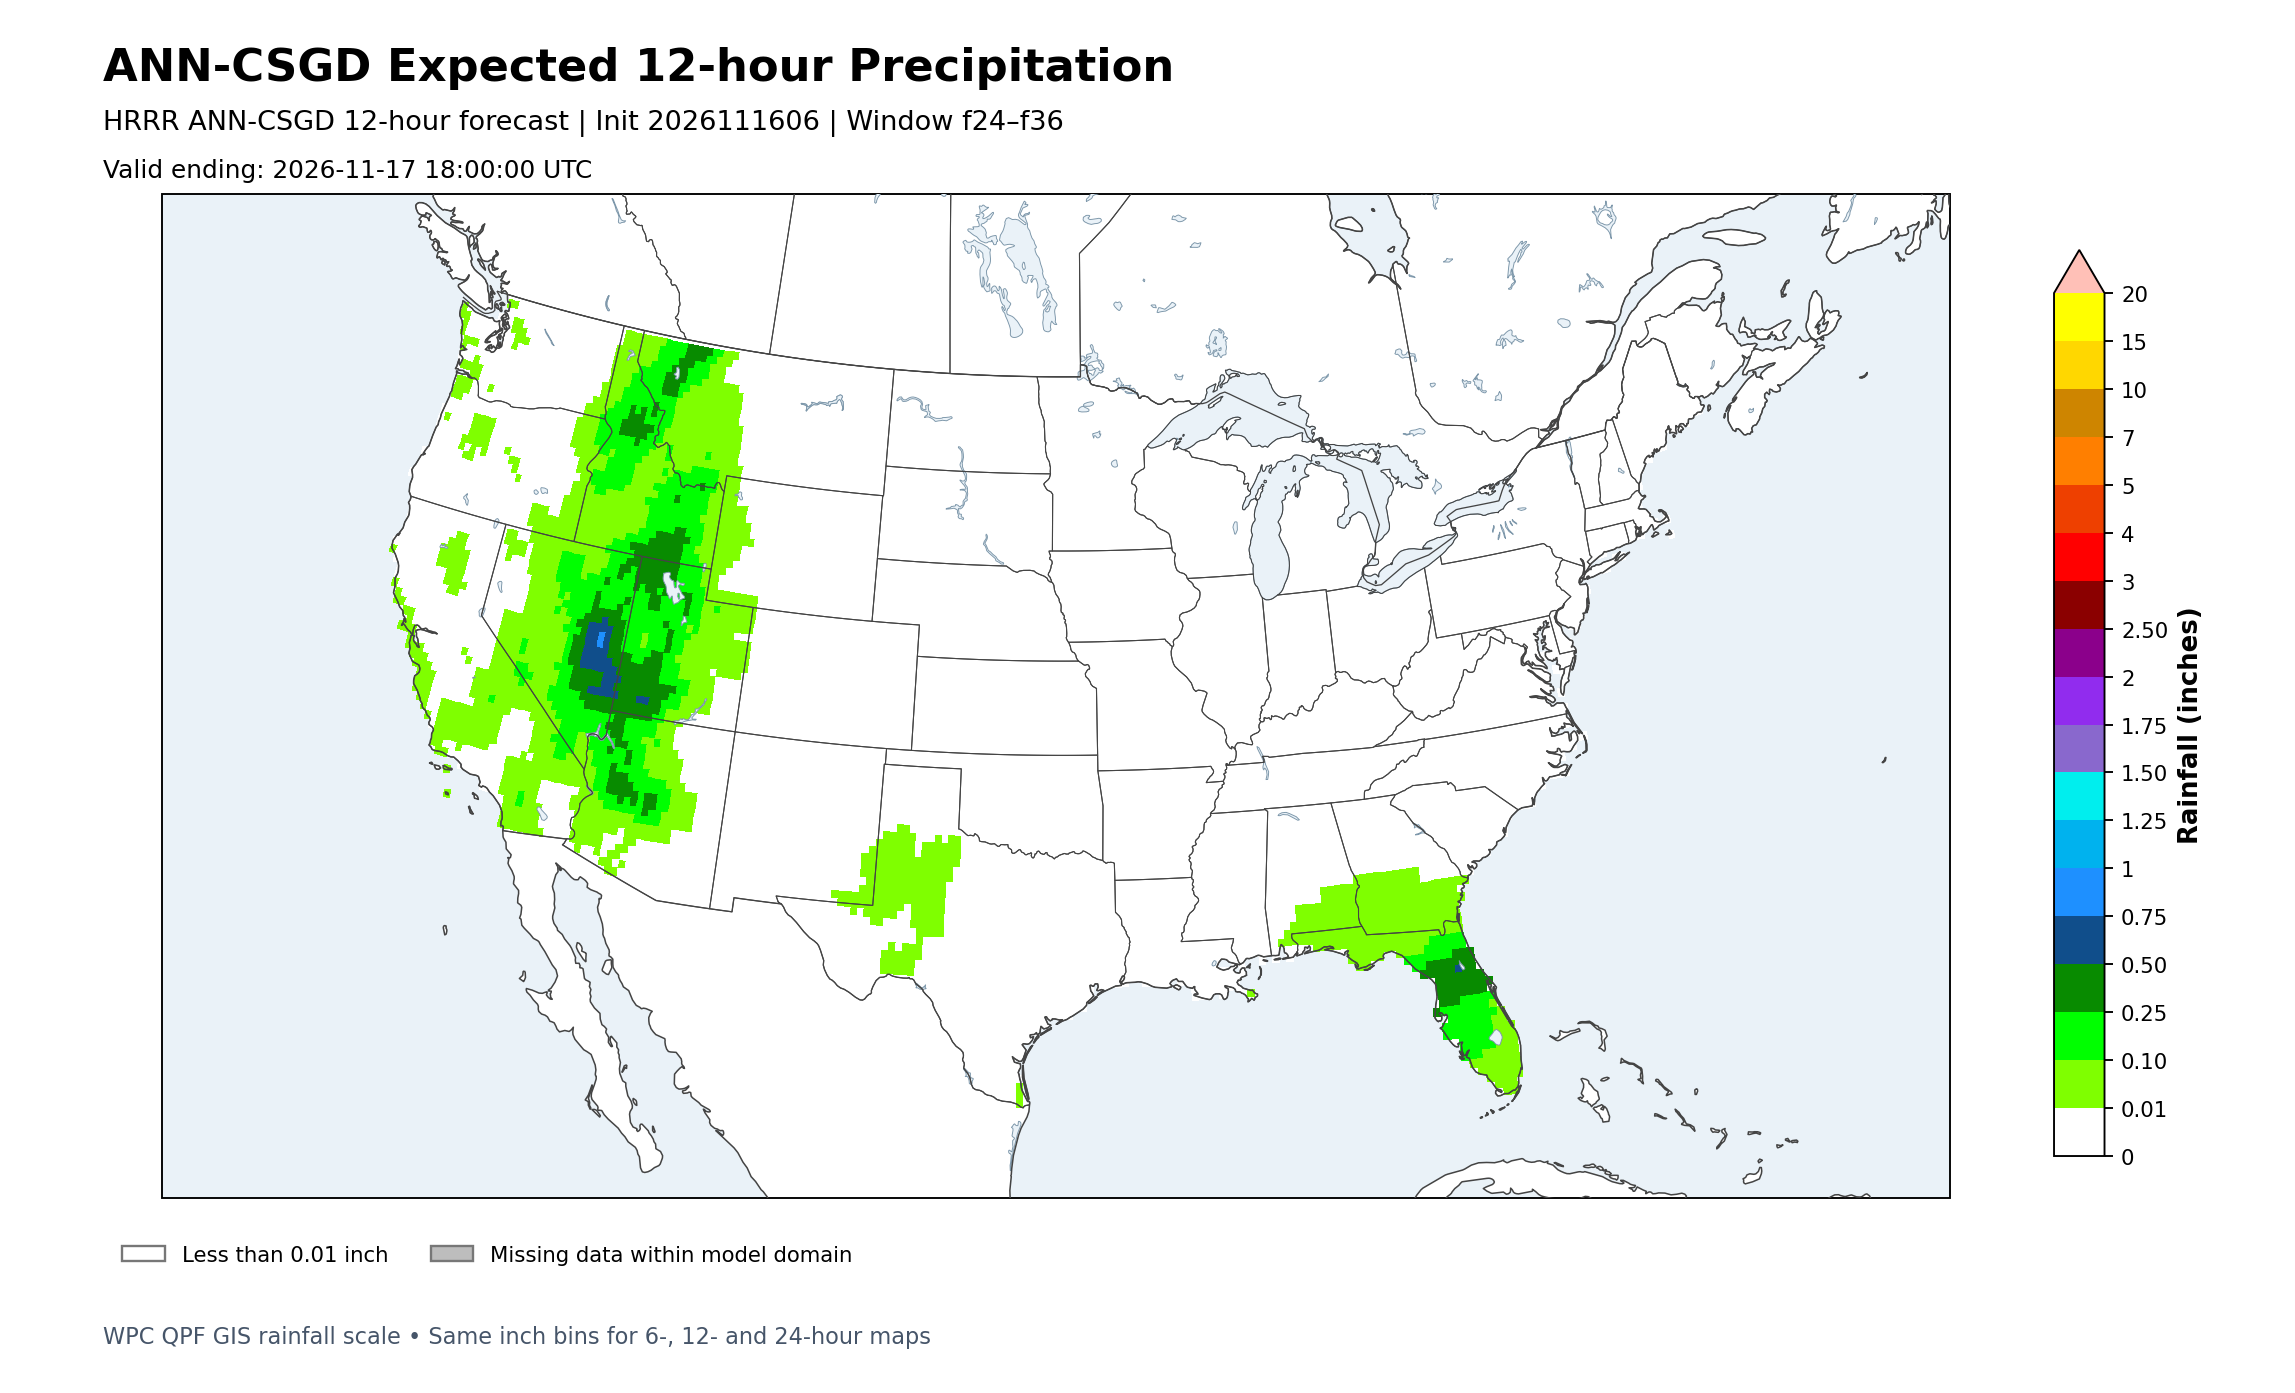 ANN-CSGD Expected 12-hour Precipitation
HRRR ANN-CSGD 12-hour forecast | Init 2026111606 | Window f24–f36
Valid ending: 2026-11-17 18:00:00 UTC
20
15
10
7
5
4
3
2.50
2
1.75
1.50
1.25
1
0.75
0.50
0.25
0.10
0.01
0
Rainfall (inches)
Less than 0.01 inch
Missing data within model domain
WPC QPF GIS rainfall scale • Same inch bins for 6-, 12- and 24-hour maps